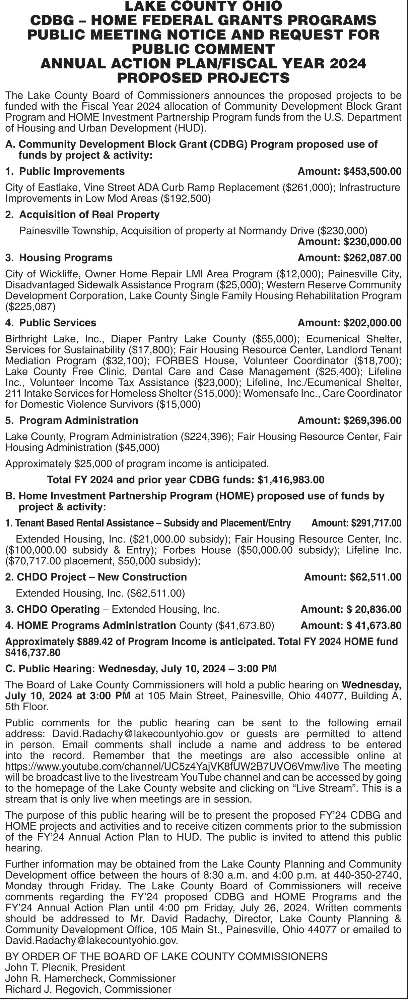 LAKE COUNTY OHIO
CDBG – HOME FEDERAL GRANTS PROGRAMS
PUBLIC MEETING NOTICE AND REQUEST FOR
PUBLIC COMMENT
ANNUAL ACTION PLAN/FISCAL YEAR 2024
PROPOSED PROJECTS
The Lake County Board of Commissioners announces the proposed projects to be
funded with the Fiscal Year 2024 allocation of Community Development Block Grant
Program and HOME Investment Partnership Program funds from the U.S. Department
of Housing and Urban Development (HUD).
A. Community Development Block Grant (CDBG) Program proposed use of
funds by project & activity:
1. Public Improvements Amount: $453,500.00
City of Eastlake, Vine Street ADA Curb Ramp Replacement ($261,000); Infrastructure
Improvements in Low Mod Areas ($192,500)
2. Acquisition of Real Property
Painesville Township, Acquisition of property at Normandy Drive ($230,000)
Amount: $230,000.00
3. Housing Programs Amount: $262,087.00
City of Wickliffe, Owner Home Repair LMI Area Program ($12,000); Painesville City,
Disadvantaged Sidewalk Assistance Program ($25,000); Western Reserve Community
Development Corporation, Lake County Single Family Housing Rehabilitation Program
($225,087)
4. Public Services Amount: $202,000.00
Birthright Lake, Inc., Diaper Pantry Lake County ($55,000); Ecumenical Shelter,
Services for Sustainability ($17,800); Fair Housing Resource Center, Landlord Tenant
Mediation Program ($32,100); FORBES House, Volunteer Coordinator ($18,700);
Lake County Free Clinic, Dental Care and Case Management ($25,400); Lifeline
Inc., Volunteer Income Tax Assistance ($23,000); Lifeline, Inc./Ecumenical Shelter,
211 Intake Services for Homeless Shelter ($15,000); Womensafe Inc., Care Coordinator
for Domestic Violence Survivors ($15,000)
5. Program Administration Amount: $269,396.00
Lake County, Program Administration ($224,396); Fair Housing Resource Center, Fair
Housing Administration ($45,000)
Approximately $25,000 of program income is anticipated.
Total FY 2024 and prior year CDBG funds: $1,416,983.00
B. Home Investment Partnership Program (HOME) proposed use of funds by
project & activity:
1. Tenant Based Rental Assistance – Subsidy and Placement/Entry Amount: $291,717.00
Extended Housing, Inc. ($21,000.00 subsidy); Fair Housing Resource Center, Inc.
($100,000.00 subsidy & Entry); Forbes House ($50,000.00 subsidy); Lifeline Inc.
($70,717.00 placement, $50,000 subsidy);
2. CHDO Project – New Construction Amount: $62,511.00
Extended Housing, Inc. ($62,511.00)
3. CHDO Operating – Extended Housing, Inc. Amount: $ 20,836.00
4. HOME Programs Administration County ($41,673.80) Amount: $ 41,673.80
Approximately $889.42 of Program Income is anticipated. Total FY 2024 HOME fund
$416,737.80
C. Public Hearing: Wednesday, July 10, 2024 – 3:00 PM
The Board of Lake County Commissioners will hold a public hearing on Wednesday,
July 10, 2024 at 3:00 PM at 105 Main Street, Painesville, Ohio 44077, Building A,
5th Floor.
Public comments for the public hearing can be sent to the following email
address: David.Radachy@lakecountyohio.gov or guests are permitted to attend
in person. Email comments shall include a name and address to be entered
into the record. Remember that the meetings are also accessible online at
https://www.youtube.com/channel/UC5z4YajVK8fUW2B7UVO6Vmw/live The meeting
will be broadcast live to the livestream YouTube channel and can be accessed by going
to the homepage of the Lake County website and clicking on “Live Stream”. This is a
stream that is only live when meetings are in session.
The purpose of this public hearing will be to present the proposed FY’24 CDBG and
HOME projects and activities and to receive citizen comments prior to the submission
of the FY’24 Annual Action Plan to HUD. The public is invited to attend this public
hearing.
Further information may be obtained from the Lake County Planning and Community
Development office between the hours of 8:30 a.m. and 4:00 p.m. at 440-350-2740,
Monday through Friday. The Lake County Board of Commissioners will receive
comments regarding the FY’24 proposed CDBG and HOME Programs and the
FY’24 Annual Action Plan until 4:00 pm Friday, July 26, 2024. Written comments
should be addressed to Mr. David Radachy, Director, Lake County Planning &
Community Development Office, 105 Main St., Painesville, Ohio 44077 or emailed to
David.Radachy@lakecountyohio.gov.
BY ORDER OF THE BOARD OF LAKE COUNTY COMMISSIONERS
John T. Plecnik, President
John R. Hamercheck, Commissioner
Richard J. Regovich, Commissioner